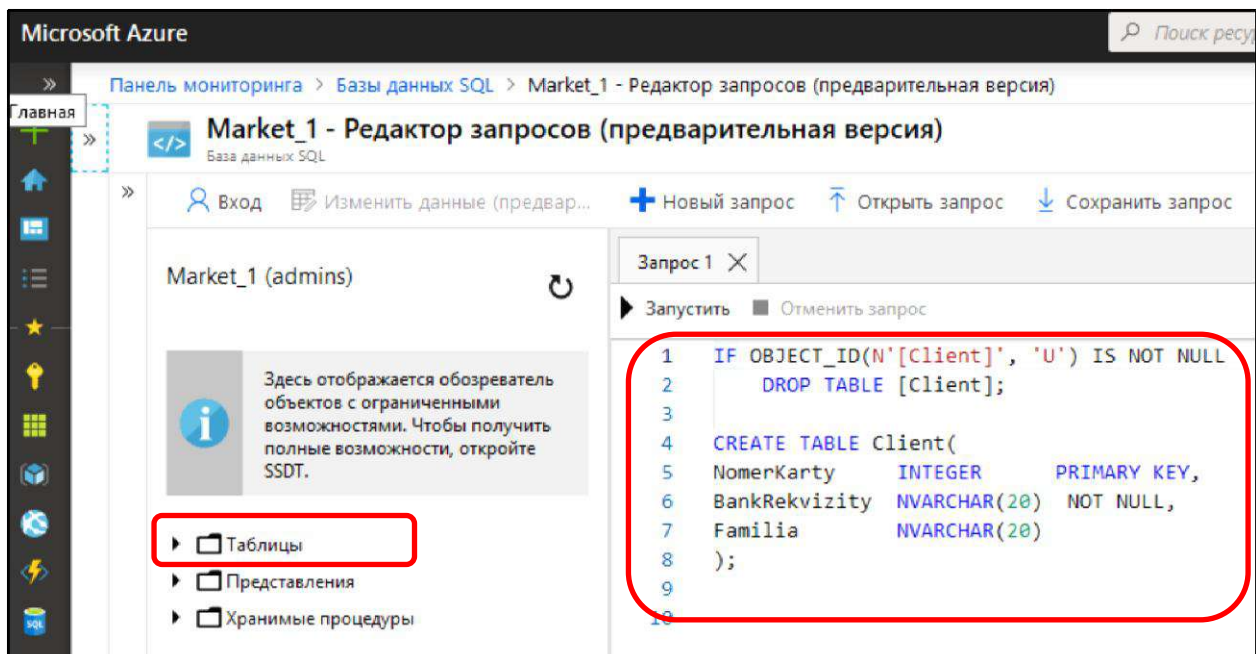 Microsoft Azure
Поиск ресу
Панель мониторинга > Базы данных SQL > Market_1 - Редактор запросов (предварительная версия)
Главная
Market_1 - Редактор запросов (предварительная версия)
База данных SQL
Вход Изменить данные (предвар... Новый запрос Открыть запрос Сохранить запрос
Market_1 (admins)
Здесь отображается обозреватель
объектов с ограниченными
возможностями. Чтобы получить
полные возможности, откройте
SSDT.
Таблицы
Представления
Хранимые процедуры
Запрос 1
Запустить Отменить запрос
1 IF OBJECT_ID(N'[Client]', 'U') IS NOT NULL
2 DROP TABLE [Client];
3
4 CREATE TABLE Client(
5 NomerKarty INTEGER PRIMARY KEY,
6 BankRekvizity NVARCHAR(20) NOT NULL,
7 Familia NVARCHAR(20)
8 );
9
10
SQL